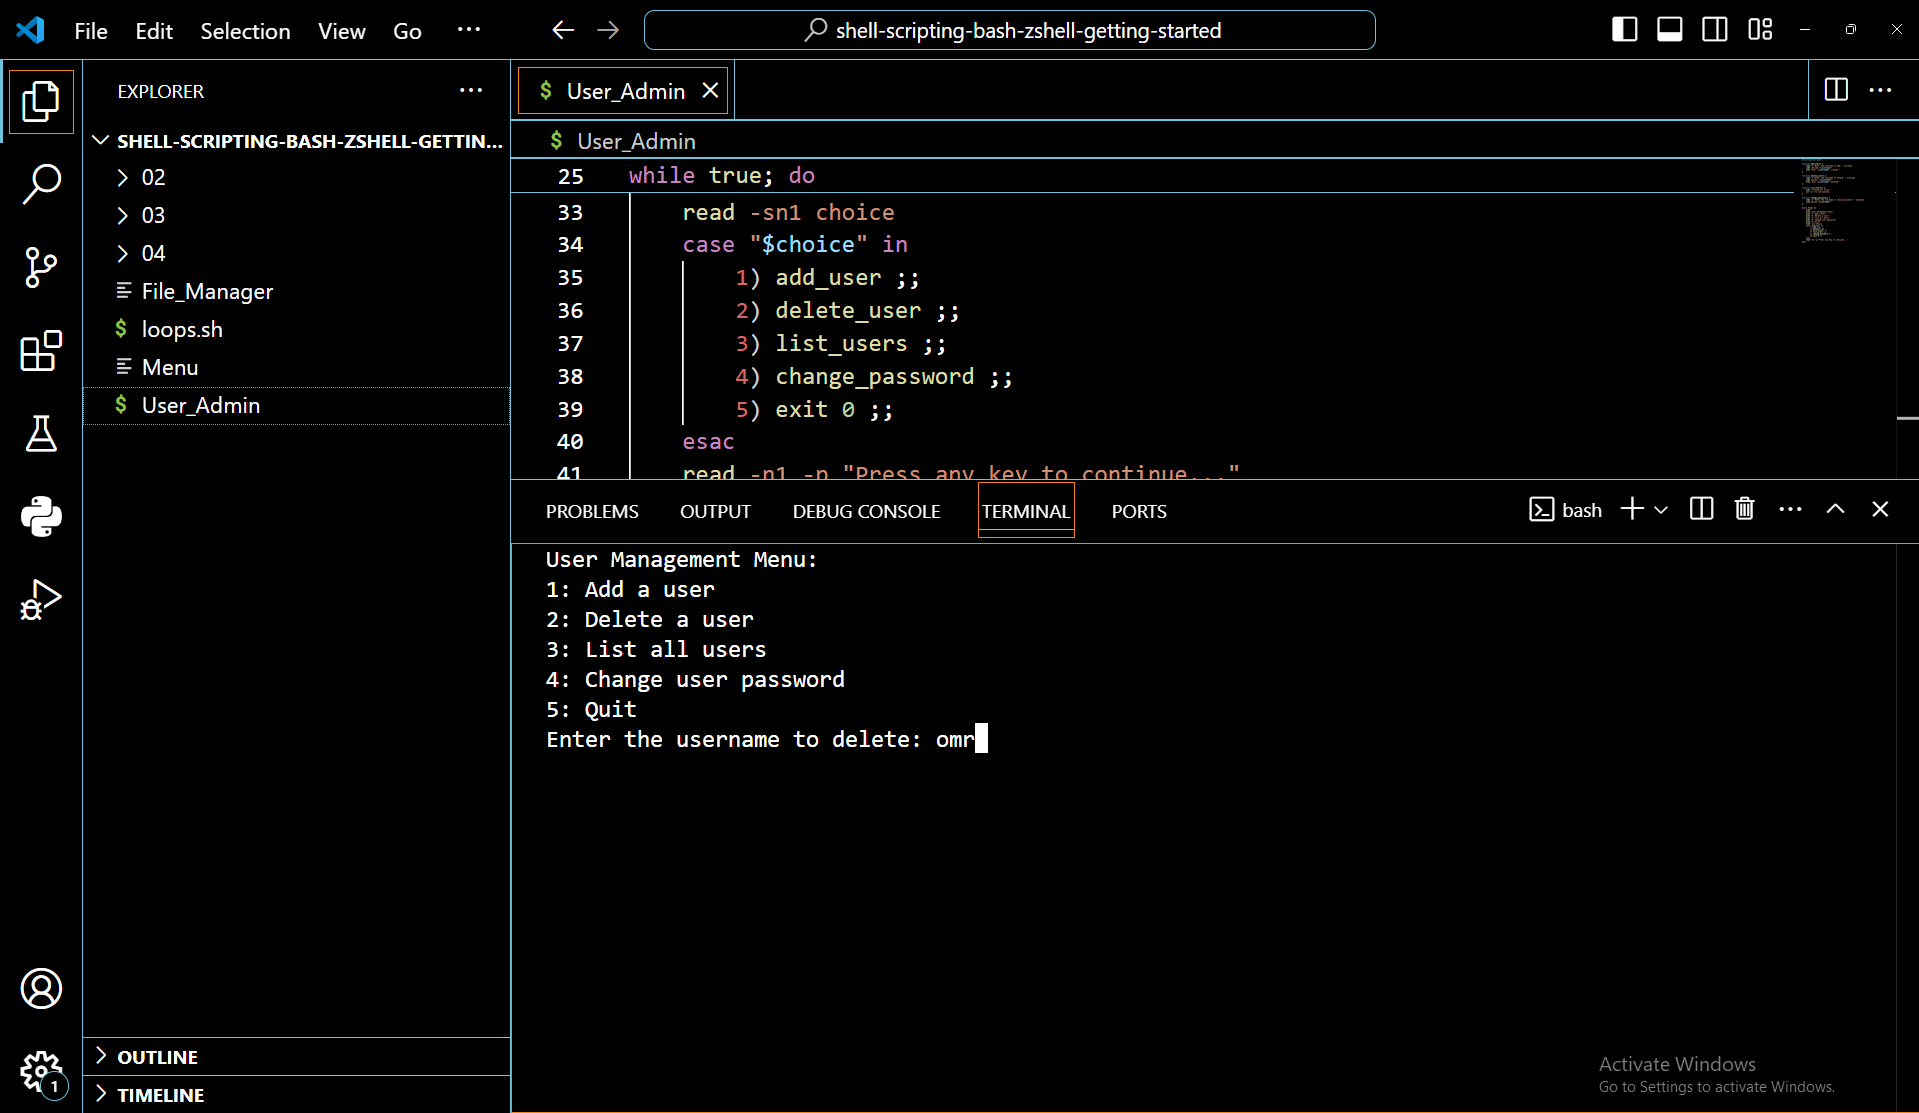 File Edit Selection View Go ···
shell-scripting-bash-zshell-getting-started
EXPLORER
SHELL-SCRIPTING-BASH-ZSHELL-GETTIN...
02
03
04
File_Manager
$ loops.sh
Menu
$ User_Admin
OUTLINE
TIMELINE
1
$ User_Admin
$ User_Admin
25 while true; do
33 read -sn1 choice
34 case "$choice" in
35 1) add_user ;;
36 2) delete_user ;;
37 3) list_users ;;
38 4) change_password ;;
39 5) exit 0 ;;
40 esac
41 read -n1 -p "Press any key to continue..."
PROBLEMS OUTPUT DEBUG CONSOLE TERMINAL PORTS
bash
User Management Menu:
1: Add a user
2: Delete a user
3: List all users
4: Change user password
5: Quit
Enter the username to delete: omr
Activate Windows
Go to Settings to activate Windows.